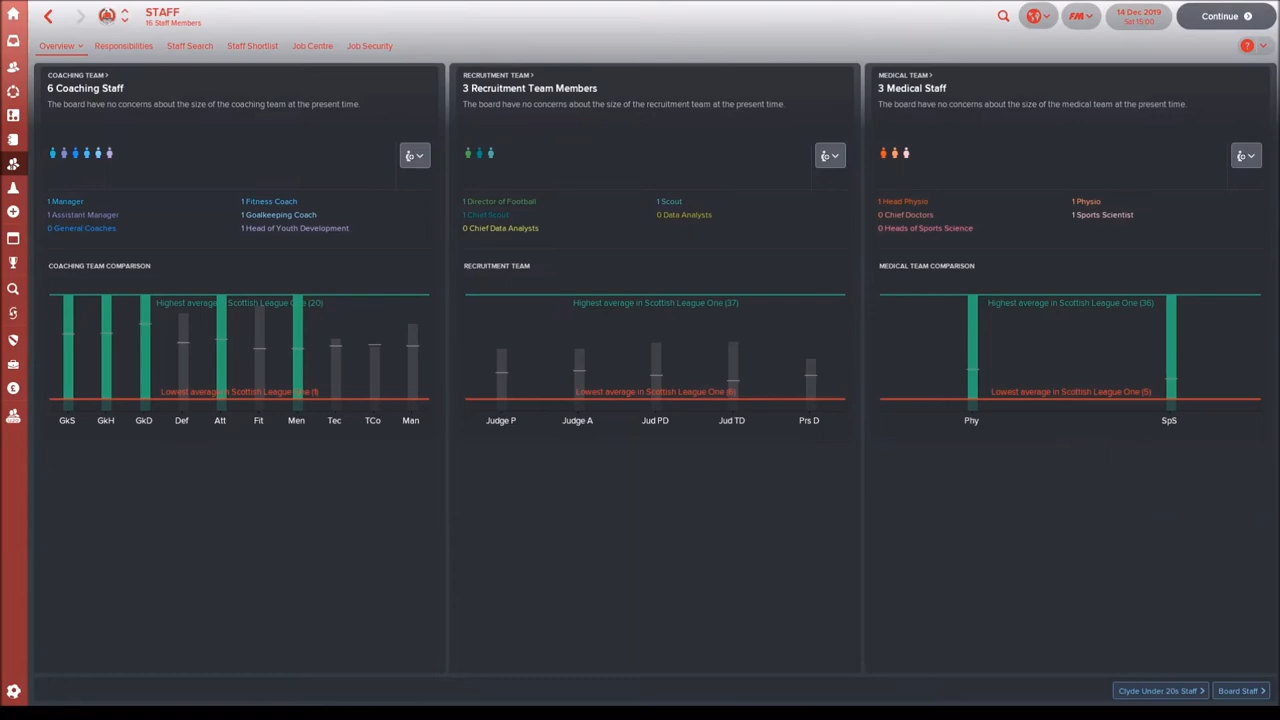 STAFF
16 Staff Members
FM
14 Dec 2019
Sat 15:00
Continue
Overview
Responsibilities
Staff Search
Staff Shortlist
Job Centre
Job Security
?
COACHING TEAM >
6 Coaching Staff
The board have no concerns about the size of the coaching team at the present time.
1 Manager
1 Fitness Coach
1 Assistant Manager
1 Goalkeeping Coach
0 General Coaches
1 Head of Youth Development
COACHING TEAM COMPARISON
Highest average in Scottish League One (20)
Lowest average in Scottish League One (1)
GkS GkH GkD Def Att Fit Men Tec TCo Man
RECRUITMENT TEAM >
3 Recruitment Team Members
The board have no concerns about the size of the recruitment team at the present time.
1 Director of Football
1 Scout
1 Chief Scout
0 Data Analysts
0 Chief Data Analysts
RECRUITMENT TEAM
Highest average in Scottish League One (37)
Lowest average in Scottish League One (6)
Judge P Judge A Jud PD Jud TD Prs D
MEDICAL TEAM >
3 Medical Staff
The board have no concerns about the size of the medical team at the present time.
1 Head Physio
1 Physio
0 Chief Doctors
1 Sports Scientist
0 Heads of Sports Science
MEDICAL TEAM COMPARISON
Highest average in Scottish League One (36)
Lowest average in Scottish League One (5)
Phy SpS
Clyde Under 20s Staff >
Board Staff >